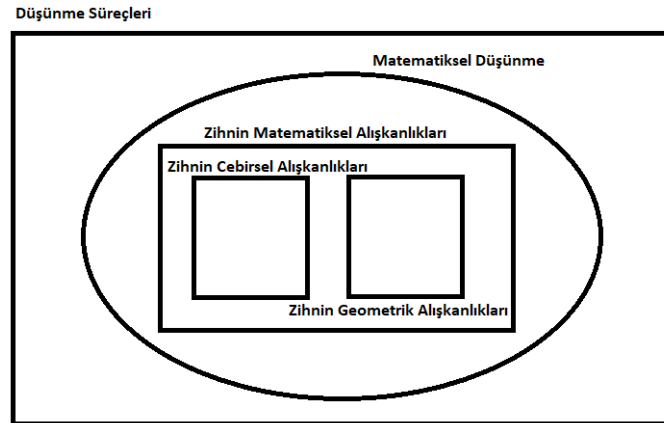 Düşünme Süreçleri
Matematiksel Düşünme
Zihnin Matematiksel Alışkanlıkları
Zihnin Cebirsel Alışkanlıkları
Zihnin Geometrik Alışkanlıkları